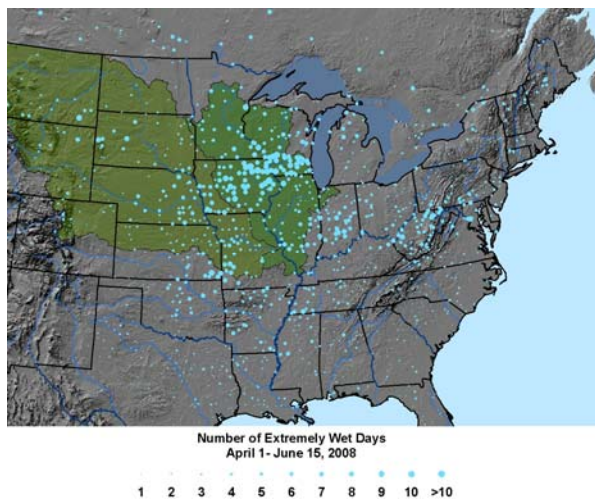 Number of Extremely Wet Days
April 1- June 15, 2008
1 2 3 4 5 6 7 8 9 10 >10